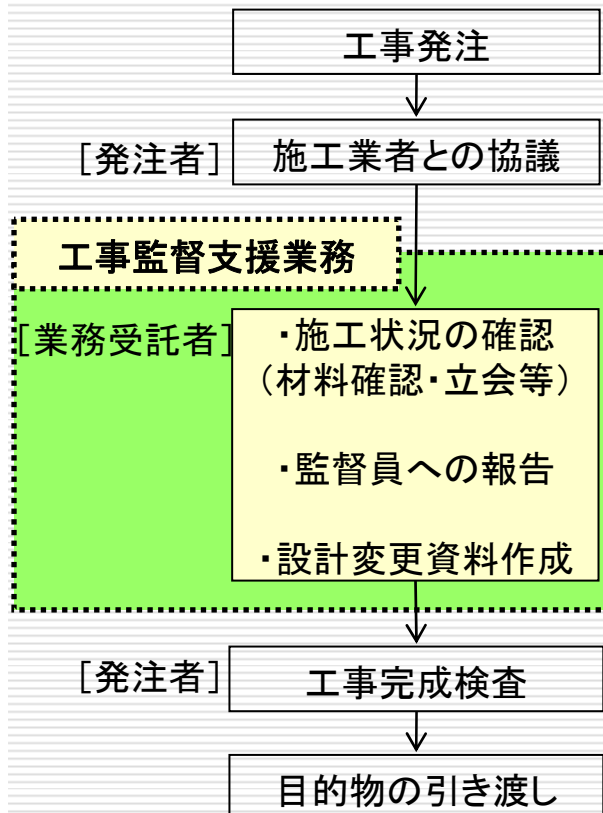 工事発注
[発注者]
施工業者との協議
工事監督支援業務
[業務受託者]
・施工状況の確認
(材料確認・立会等)
・監督員への報告
・設計変更資料作成
[発注者]
工事完成検査
目的物の引き渡し